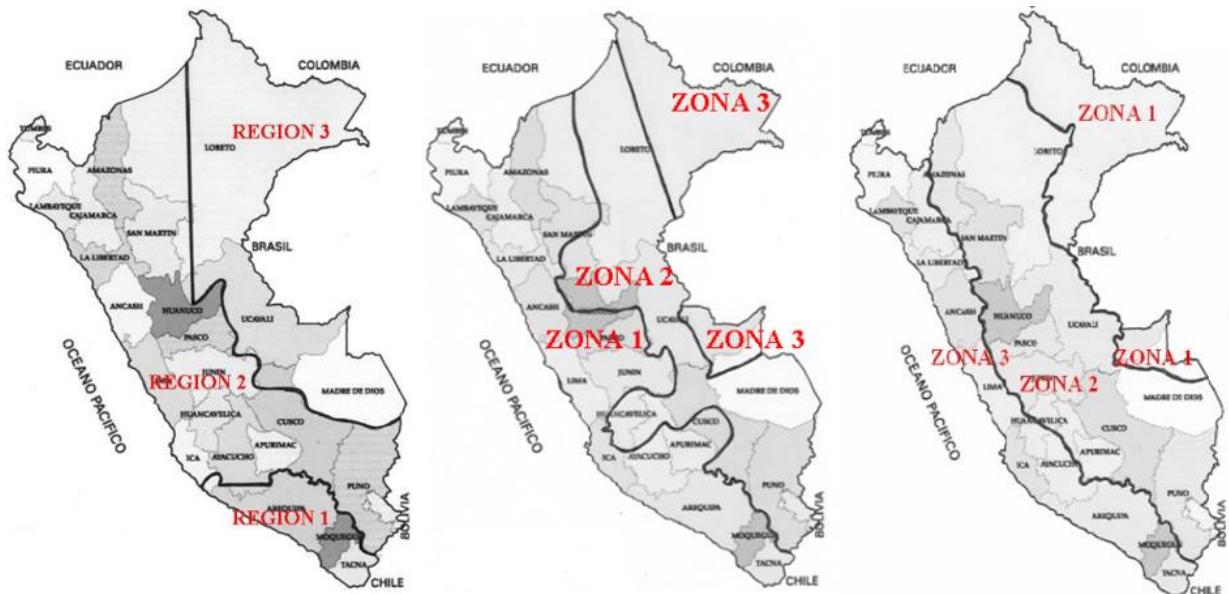 ECUADOR
COLOMBIA
REGION 3
TUMBES
LORETO
PIURA
AMAZONAS
LAMBAYEQUE
CAJAMARCA
SAN MARTIN
BRASIL
LA LIBERTAD
ANCASH
HUANUCO
UCAYALI
PASCO
OCEANO PACIFICO
JUNIN
REGION 2
MADRE DE DIOS
HUANCAVELICA
CUSCO
APURIMAC
ICA
AYACUCHO
PUNO
AREQUIPA
REGION 1
BOLIVIA
MOQUEGUA
TACNA
CHILE
ECUADOR
COLOMBIA
ZONA 3
LORETO
TUMBES
PIURA
AMAZONAS
LAMBAYEQUE
CAJAMARCA
SAN MARTIN
BRASIL
LA LIBERTAD
ZONA 2
ANCASH
UCAYALI
ZONA 1
ZONA 3
OCEANO PACIFICO
LIMA
JUNIN
MADRE DE DIOS
HUANCAVELICA
CUSCO
APURIMAC
ICA
AYACUCHO
PUNO
AREQUIPA
BOLIVIA
MOQUEGUA
TACNA
CHILE
ECUADOR
COLOMBIA
ZONA 1
TUMBES
LORETO
PIURA
AMAZONAS
LAMBAYEQUE
CAJAMARCA
SAN MARTIN
BRASIL
LA LIBERTAD
ANCASH
HUANUCO
UCAYALI
PASCO
OCEANO PACIFICO
ZONA 3
ZONA 1
LIMA
ZONA 2
MADRE DE DIOS
HUANCAVELICA
CUSCO
APURIMAC
ICA
AYACUCHO
PUNO
AREQUIPA
BOLIVIA
MOQUEGUA
TACNA
CHILE